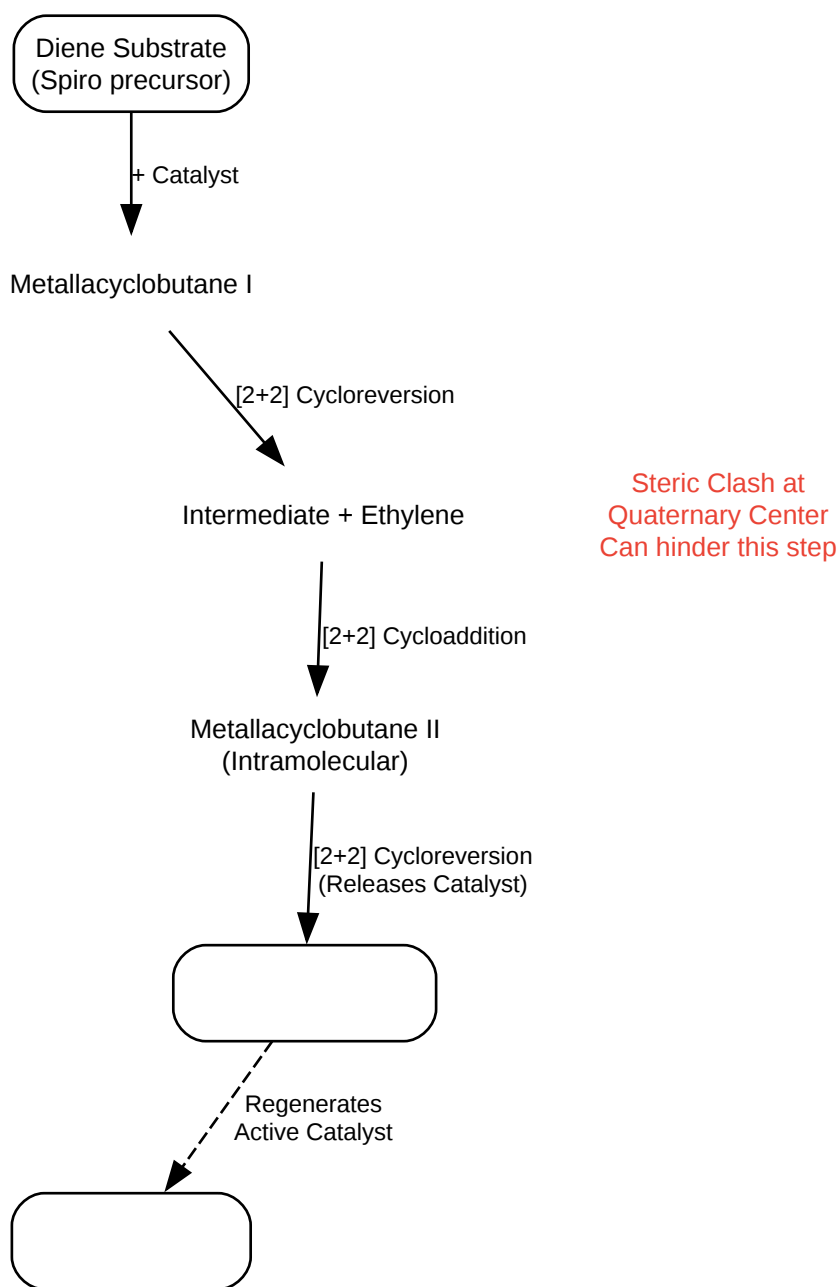 Diene Substrate
(Spiro precursor)
+ Catalyst
Metallacyclobutane I
[2+2] Cycloreversion
Steric Clash at
Quaternary Center
Can hinder this step
Intermediate + Ethylene
[2+2] Cycloaddition
Metallacyclobutane II
(Intramolecular)
[2+2] Cycloreversion
(Releases Catalyst)
Regenerates
Active Catalyst